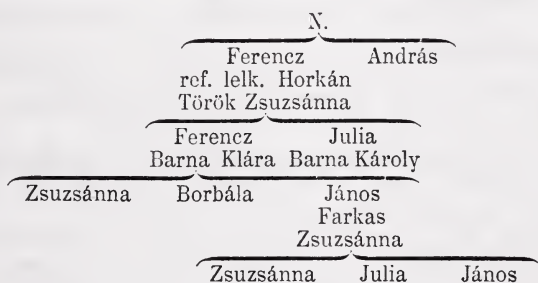 N.
Ferencz András
ref. lelk. Horkán
Török Zsuzsánna
Ferencz Julia
Barna Klára Barna Károly
Zsuzsánna Borbála János
Farkas
Zsuzsánna
Zsuzsánna Julia János